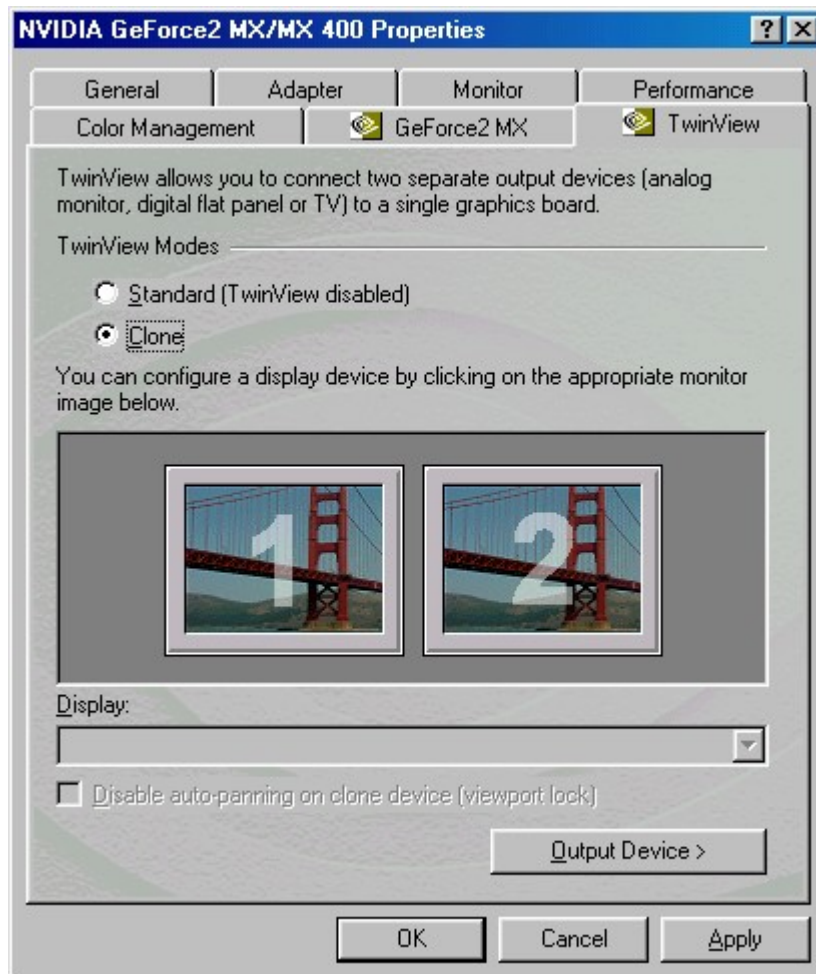 NVIDIA GeForce2 MX/MX 400 Properties
General Adapter Monitor Performance
Color Management GeForce2 MX TwinView
TwinView allows you to connect two separate output devices (analog
monitor, digital flat panel or TV) to a single graphics board.
TwinView Modes
Standard (TwinView disabled)
Clone
You can configure a display device by clicking on the appropriate monitor
image below.
1 2
Display:
Disable auto-panning on clone device (viewport lock)
Output Device >
OK Cancel Apply